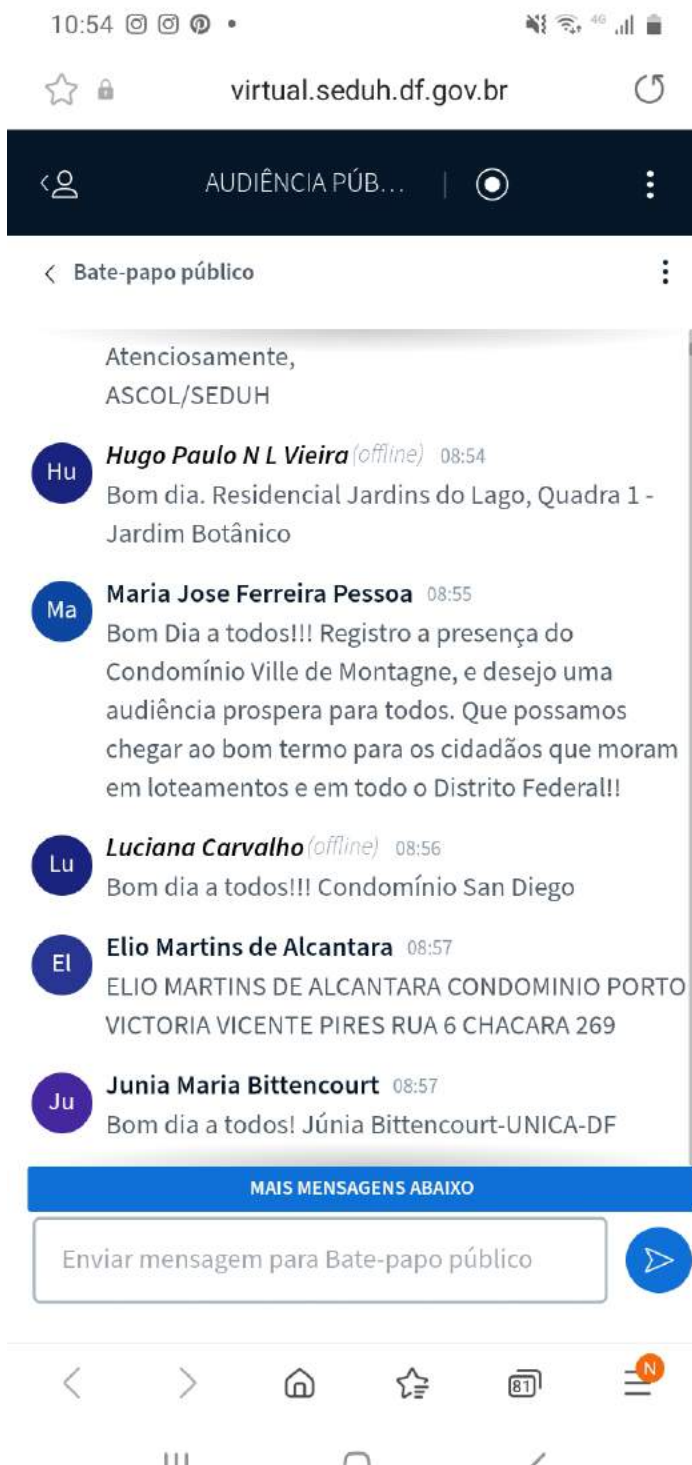 10:54
4G
virtual.seduh.df.gov.br
AUDIÊNCIA PÚB...
Bate-papo público
Atenciosamente,
ASCOL/SEDUH
Hu
Hugo Paulo N L Vieira (offline) 08:54
Bom dia. Residencial Jardins do Lago, Quadra 1 -
Jardim Botânico
Ma
Maria Jose Ferreira Pessoa 08:55
Bom Dia a todos!!! Registro a presença do
Condomínio Ville de Montagne, e desejo uma
audiência prospera para todos. Que possamos
chegar ao bom termo para os cidadãos que moram
em loteamentos e em todo o Distrito Federal!!
Lu
Luciana Carvalho (offline) 08:56
Bom dia a todos!!! Condomínio San Diego
El
Elio Martins de Alcantara 08:57
ELIO MARTINS DE ALCANTARA CONDOMINIO PORTO
VICTORIA VICENTE PIRES RUA 6 CHACARA 269
Ju
Junia Maria Bittencourt 08:57
Bom dia a todos! Júnia Bittencourt-UNICA-DF
MAIS MENSAGENS ABAIXO
Enviar mensagem para Bate-papo público
81
N